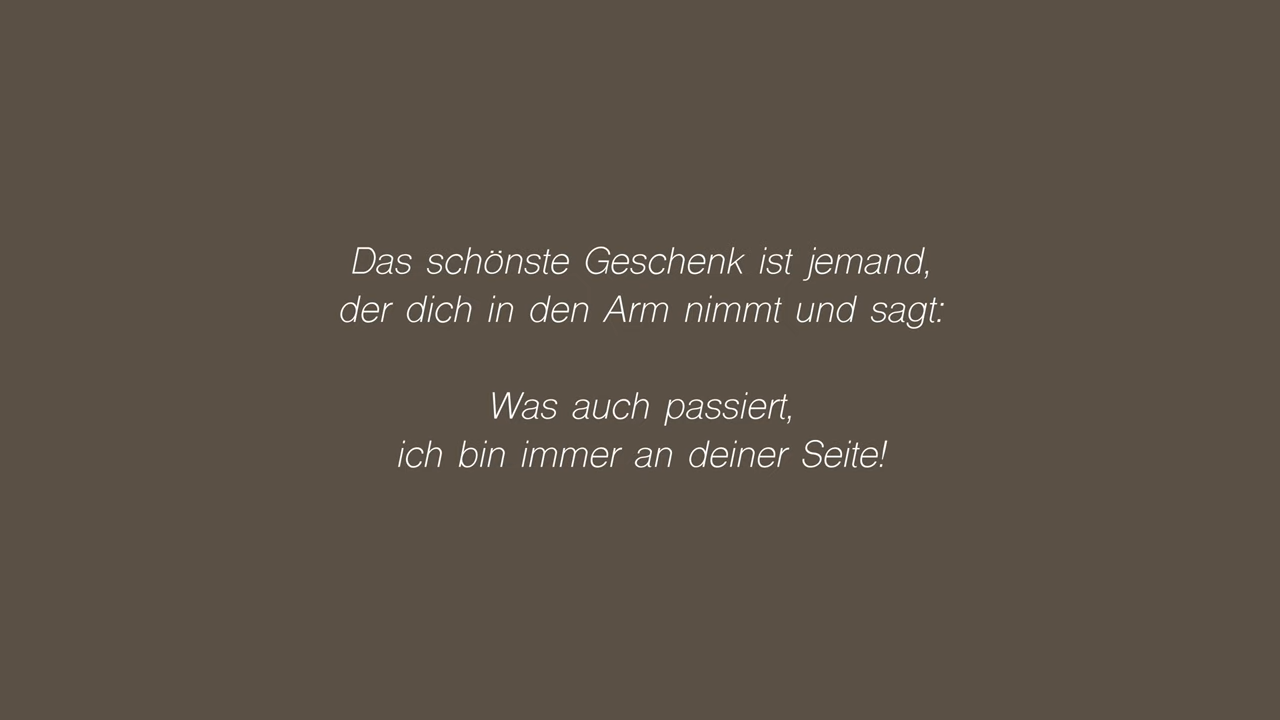 Das schönste Geschenk ist jemand,
der dich in den Arm nimmt und sagt:
Was auch passiert,
ich bin immer an deiner Seite!